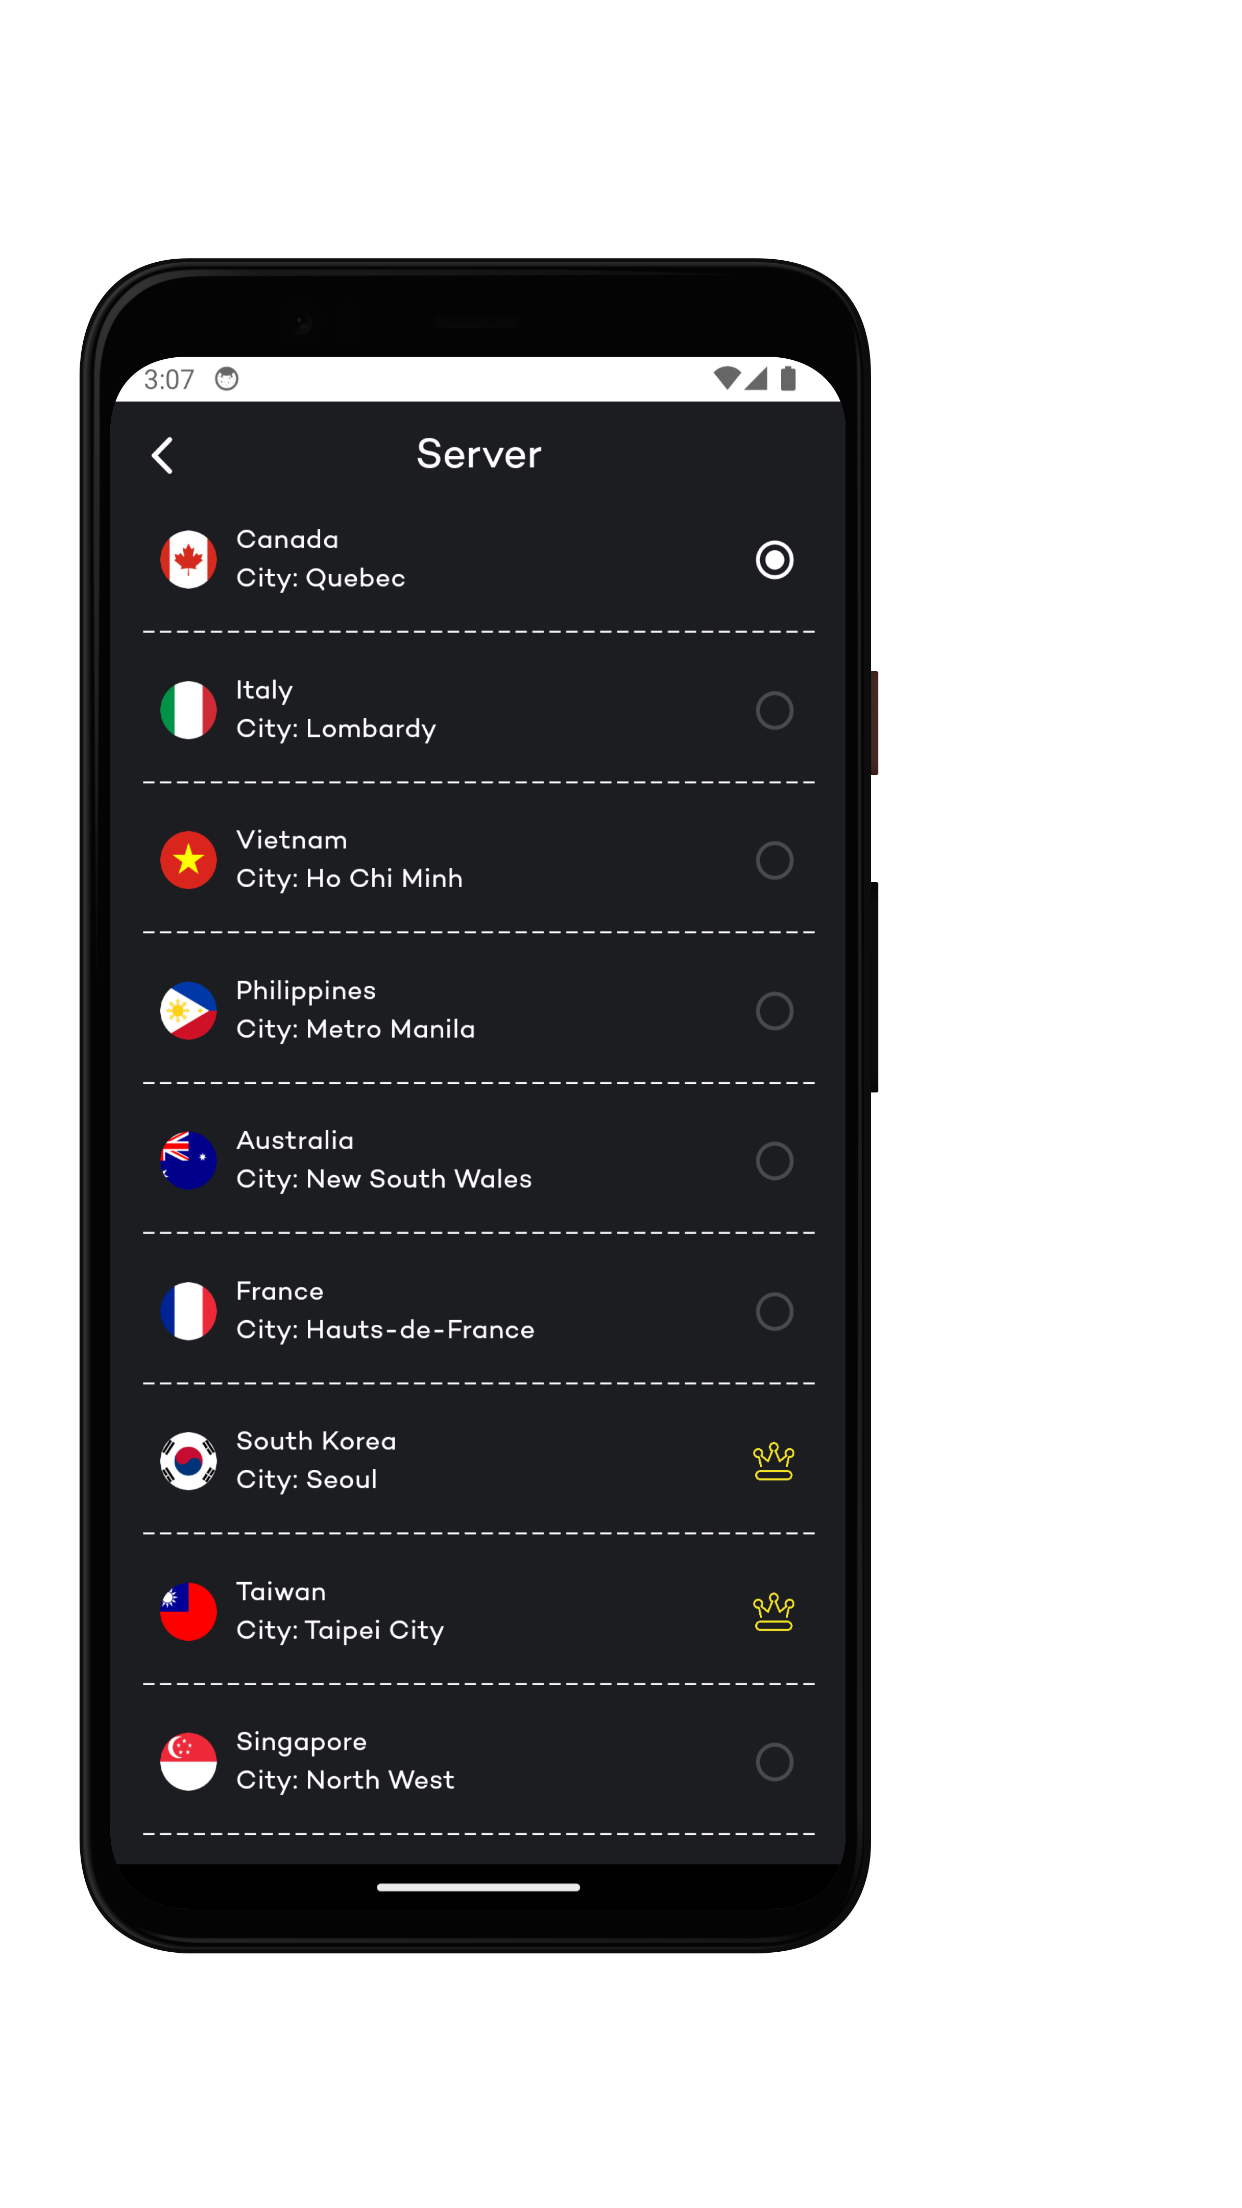 3:07
Server
Canada
City: Quebec
Italy
City: Lombardy
Vietnam
City: Ho Chi Minh
Philippines
City: Metro Manila
Australia
City: New South Wales
France
City: Hauts-de-France
South Korea
City: Seoul
Taiwan
City: Taipei City
Singapore
City: North West